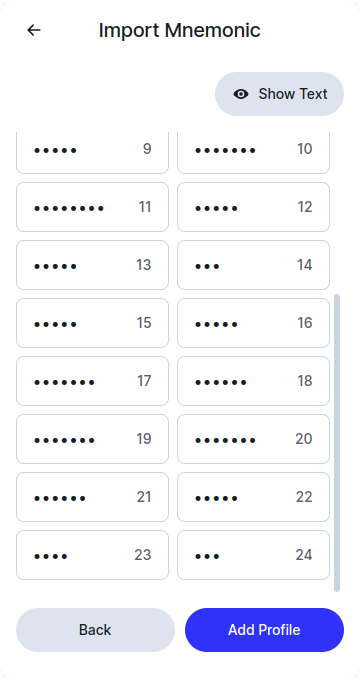 Import Mnemonic
Show Text
••••• 9 ••••••• 10
•••••••• 11 ••••• 12
••••• 13 ••• 14
••••• 15 ••••• 16
••••••• 17 •••••• 18
••••••• 19 ••••••• 20
•••••• 21 ••••• 22
•••• 23 ••• 24
Back Add Profile